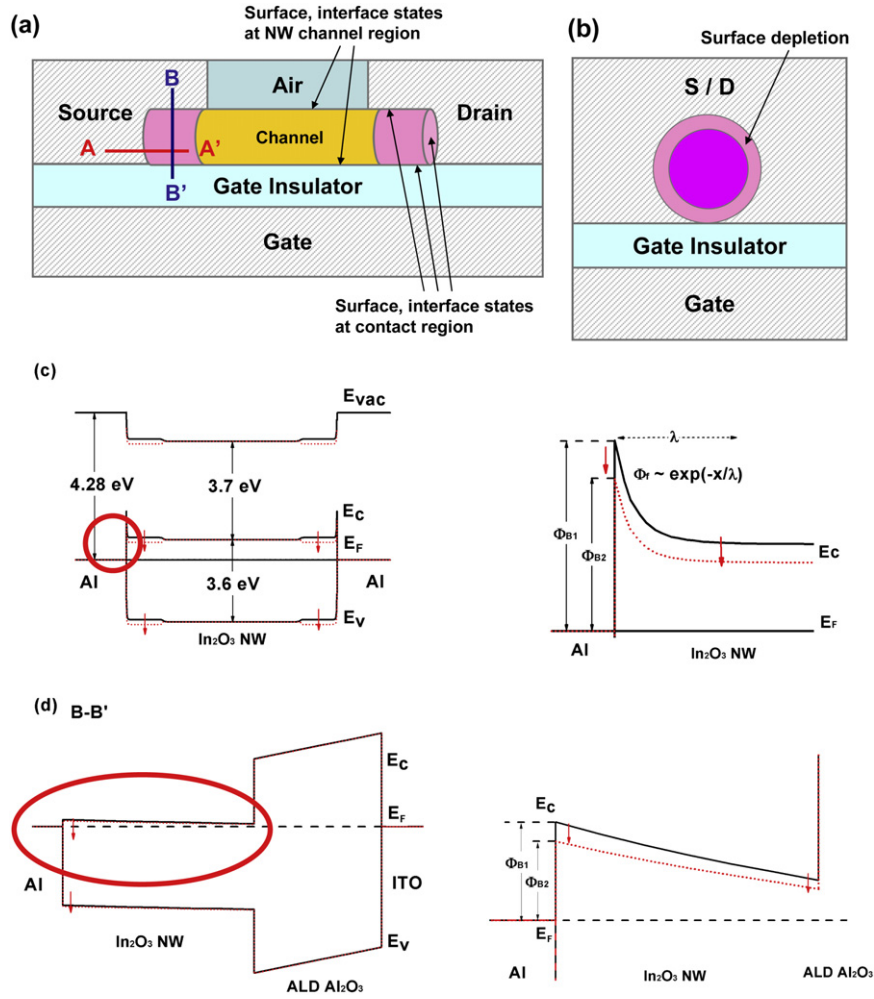 (a)
Surface, interface states
at NW channel region
B
Air
Source
Drain
A
A'
Channel
B'
Gate Insulator
Gate
Surface, interface states
at contact region
(b)
Surface depletion
S / D
Gate Insulator
Gate
(c)
Evac
4.28 eV
3.7 eV
EC
EF
Al
Al
3.6 eV
EV
In2O3 NW
λ
Φf ~ exp(-x/λ)
ΦB1
ΦB2
EC
EF
Al
In2O3 NW
(d)
B-B'
EC
EF
Al
ITO
In2O3 NW
EV
ALD Al2O3
EC
ΦB1
ΦB2
EF
Al
In2O3 NW
ALD Al2O3